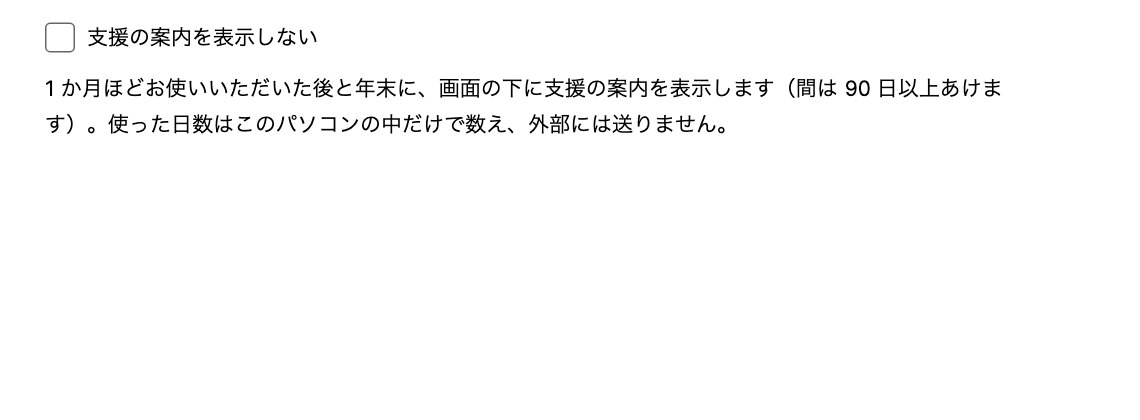 支援の案内を表示しない
1 か月ほどお使いいただいた後と年末に、画面の下に支援の案内を表示します（間は 90 日以上あけま
す）。使った日数はこのパソコンの中だけで数え、外部には送りません。